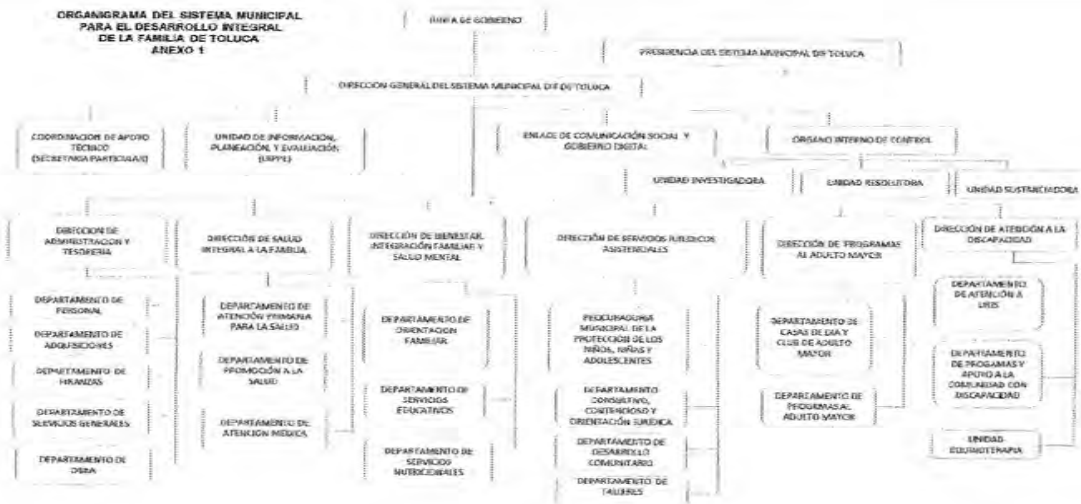 ORGANIGRAMA DEL SISTEMA MUNICIPAL
PARA EL DESARROLLO INTEGRAL
DE LA FAMILIA DE TOLUCA
ANEXO 1
JUNTA DE GOBIERNO
PRESIDENCIA DEL SISTEMA MUNICIPAL DIF TOLUCA
DIRECCIÓN GENERAL DEL SISTEMA MUNICIPAL DIF DE TOLUCA
COORDINACIÓN DE APOYO
TÉCNICO
(SECRETARIA PARTICULAR)
UNIDAD DE INFORMACIÓN,
PLANEACIÓN, Y EVALUACIÓN
(UIPPE)
ENLACE DE COMUNICACIÓN SOCIAL Y
GOBIERNO DIGITAL
ÓRGANO INTERNO DE CONTROL
UNIDAD INVESTIGADORA
UNIDAD RESOLUTORA
UNIDAD SUSTANCIADORA
DIRECCIÓN DE
ADMINISTRACIÓN Y
TESORERÍA
DIRECCIÓN DE SALUD
INTEGRAL A LA FAMILIA
DIRECCIÓN DE BIENESTAR,
INTEGRACIÓN FAMILIAR Y
SALUD MENTAL
DIRECCIÓN DE SERVICIOS JURÍDICOS
ASISTENCIALES
DIRECCIÓN DE PROGRAMAS
AL ADULTO MAYOR
DIRECCIÓN DE ATENCIÓN A LA
DISCAPACIDAD
DEPARTAMENTO DE
PERSONAL
DEPARTAMENTO DE
ADQUISICIONES
DEPARTAMENTO DE
FINANZAS
DEPARTAMENTO DE
SERVICIOS GENERALES
DEPARTAMENTO DE
OBRA
DEPARTAMENTO DE
ATENCIÓN PRIMARIA
PARA LA SALUD
DEPARTAMENTO DE
PROMOCIÓN A LA
SALUD
DEPARTAMENTO DE
ATENCIÓN MÉDICA
DEPARTAMENTO DE
ORIENTACIÓN
FAMILIAR
DEPARTAMENTO DE
SERVICIOS
EDUCATIVOS
DEPARTAMENTO DE
SERVICIOS
NUTRICIONALES
PROCURADURÍA
MUNICIPAL DE LA
PROTECCIÓN DE LOS
NIÑOS, NIÑAS Y
ADOLESCENTES
DEPARTAMENTO
CONSULTIVO,
CONTENCIOSO Y
ORIENTACIÓN JURÍDICA
DEPARTAMENTO DE
DESARROLLO
COMUNITARIO
DEPARTAMENTO DE
TALLERES
DEPARTAMENTO DE
CASAS DE DIA Y
CLUB DE ADULTO
MAYOR
DEPARTAMENTO DE
PROGRMAS AL
ADULTO MAYOR
DEPARTAMENTO
DE ATENCIÓN A
DEPARTAMENTO
DE PROGAMAS Y
APOYO A LA
COMUNIDAD CON
DISCAPACIDAD
UNIDAD
EQUINOTERAPIA